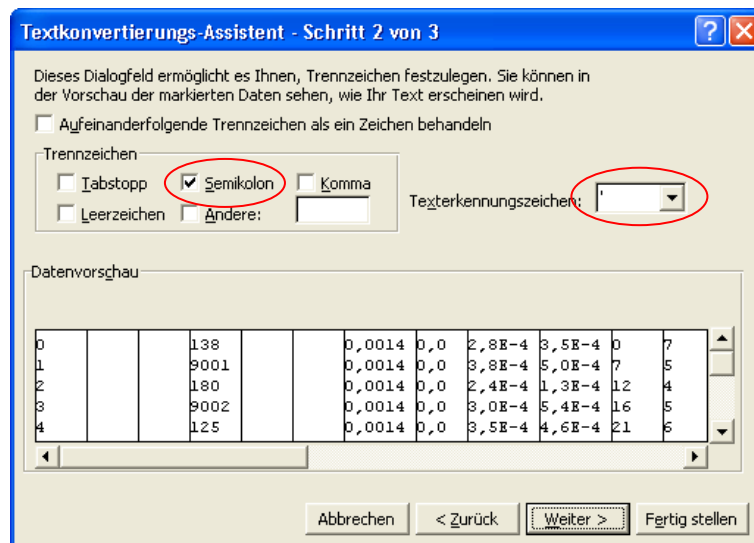 Textkonvertierungs-Assistent - Schritt 2 von 3
Dieses Dialogfeld ermöglicht es Ihnen, Trennzeichen festzulegen. Sie können in
der Vorschau der markierten Daten sehen, wie Ihr Text erscheinen wird.
Aufeinanderfolgende Trennzeichen als ein Zeichen behandeln
Trennzeichen
Tabstopp Semikolon Komma
Leerzeichen Andere:
Texterkennungszeichen: '
Datenvorschau
0 138 0,0014 0,0 2,8E-4 3,5E-4 0 7
1 9001 0,0014 0,0 3,8E-4 5,0E-4 7 5
2 180 0,0014 0,0 2,4E-4 1,3E-4 12 4
3 9002 0,0014 0,0 3,0E-4 5,4E-4 16 5
4 125 0,0014 0,0 3,5E-4 4,6E-4 21 6
Abbrechen < Zurück Weiter > Fertig stellen